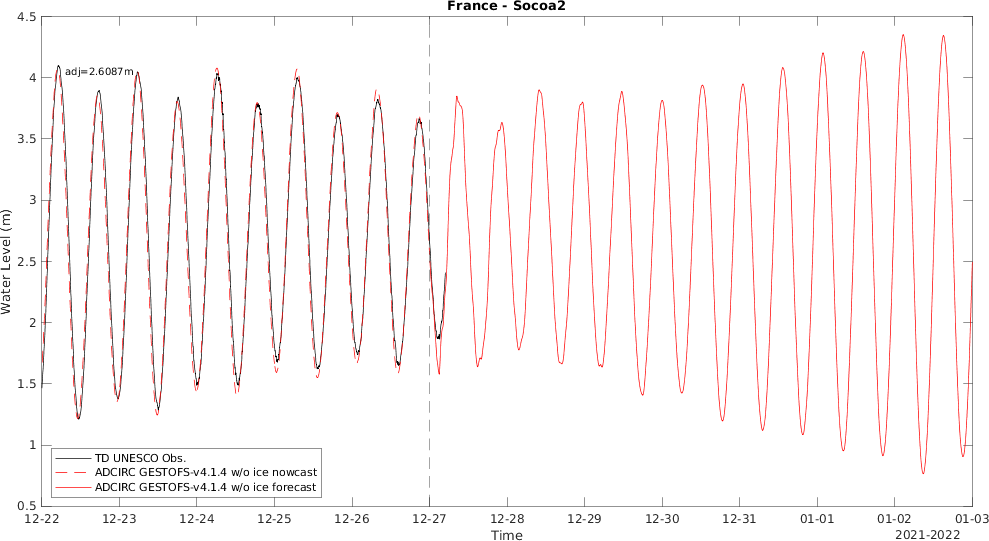 France - Socoa2
Water Level (m)
4.5
4
3.5
3
2.5
2
1.5
1
0.5
adj=2.6087m
TD UNESCO Obs.
ADCIRC GESTOFS-v4.1.4 w/o ice nowcast
ADCIRC GESTOFS-v4.1.4 w/o ice forecast
12-22 12-23 12-24 12-25 12-26 12-27 12-28 12-29 12-30 12-31 01-01 01-02 01-03
Time
2021-2022